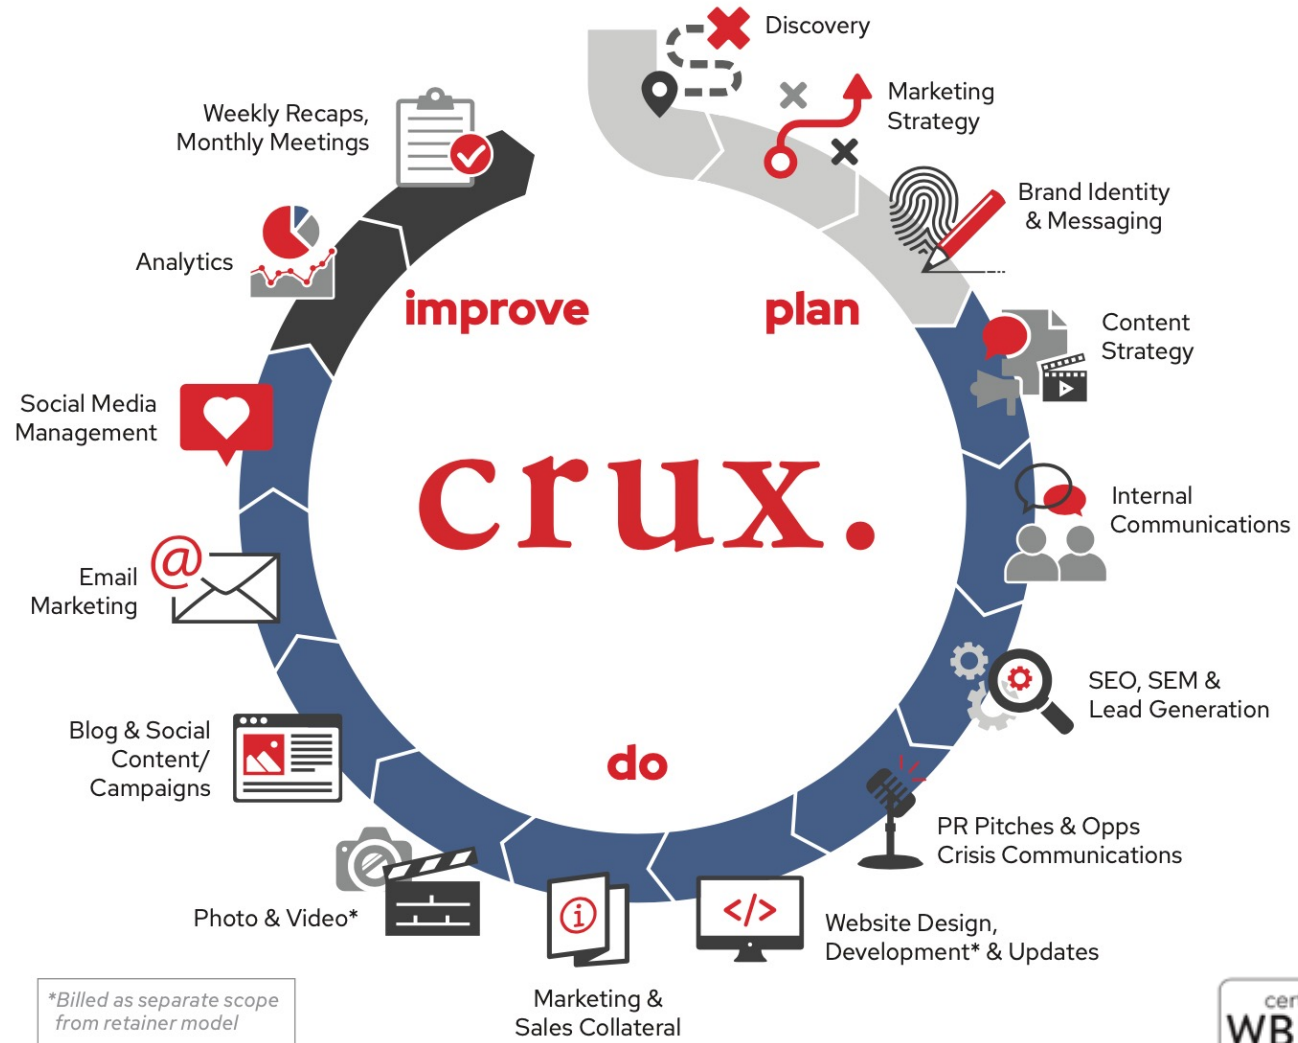 Discovery
Marketing
Strategy
Brand Identity
& Messaging
Content
Strategy
Internal
Communications
SEO, SEM &
Lead Generation
PR Pitches & Opps
Crisis Communications
Website Design,
Development* & Updates
Marketing &
Sales Collateral
Photo & Video*
Blog & Social
Content/
Campaigns
Email
Marketing
@
Social Media
Management
Analytics
Weekly Recaps,
Monthly Meetings
improve
plan
crux.
do
i
</>
*Billed as separate scope
from retainer model